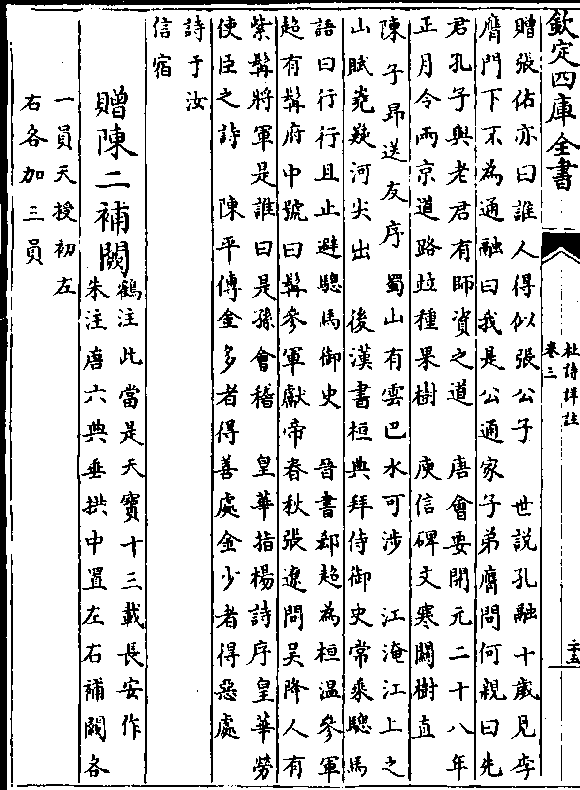 欽定四庫全書
杜詩詳註
卷三
二十五
贈張佑亦曰誰人得似張公子　世說孔融十歲見李
膺門下不為通融曰我是公通家子弟膺問何親曰先
君孔子與老君有師資之道　唐會要開元二十八年
正月令兩京道路並種果樹　庾信碑文寒關樹直
陳子昻送友序　蜀山有雲巴水可涉　江淹江上之
山賦嶤嶷河尖出　後漢書桓典拜侍御史常乘驄馬
語曰行行且止避驄馬御史　晉書郄超為桓溫參軍
超有髯府中號曰髯參軍獻帝春秋張遼問吳降人有
紫髯將軍是誰曰是孫會稽　皇華指楊詩序皇華勞
使臣之詩　陳平傳金多者得善處金少者得惡處
詩于汝
信宿
贈陳二補闕
鶴注此當是天寶十三載長安作
朱注唐六典垂拱中置左右補闕各
一員天授初左
右各加三員